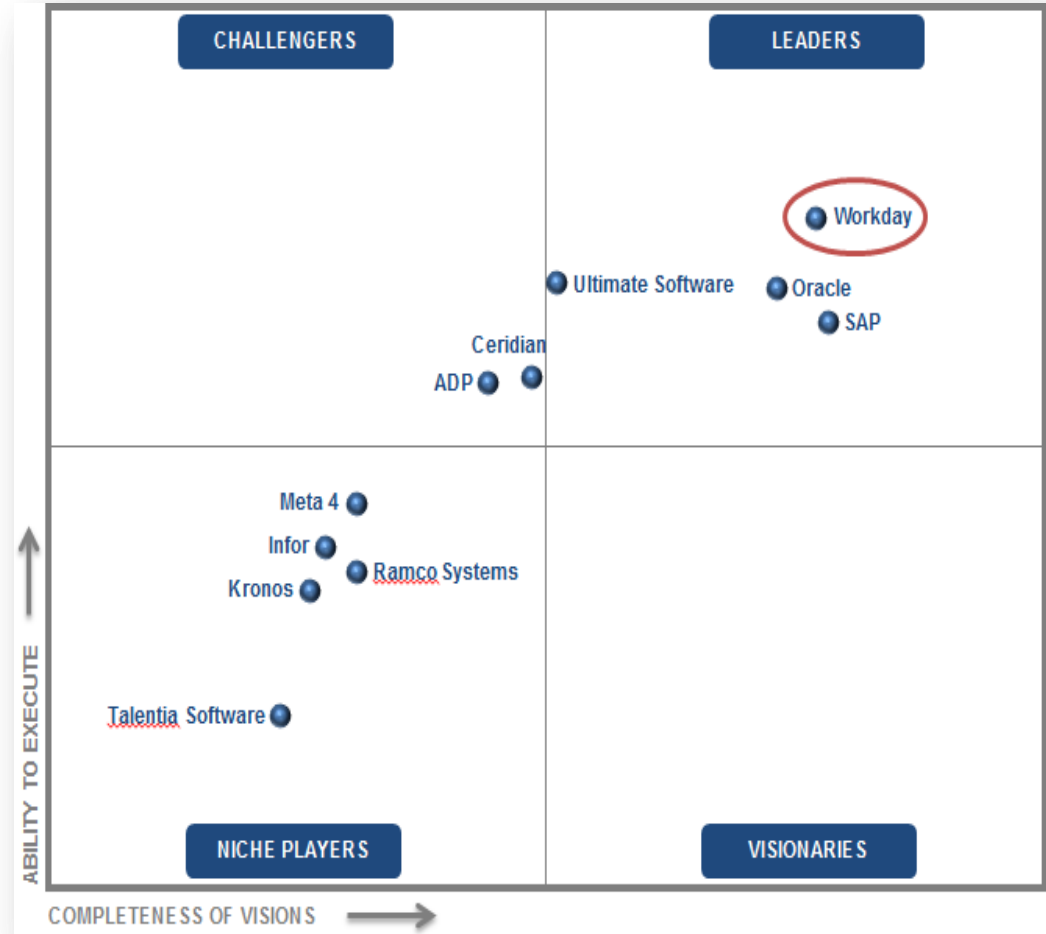 CHALLENGERS
LEADERS
Workday
Ultimate Software
Oracle
SAP
Ceridian
ADP
Meta 4
Infor
Ramco Systems
Kronos
Talentia Software
NICHE PLAYERS
VISIONARIES
ABILITY TO EXECUTE
COMPLETENESS OF VISIONS